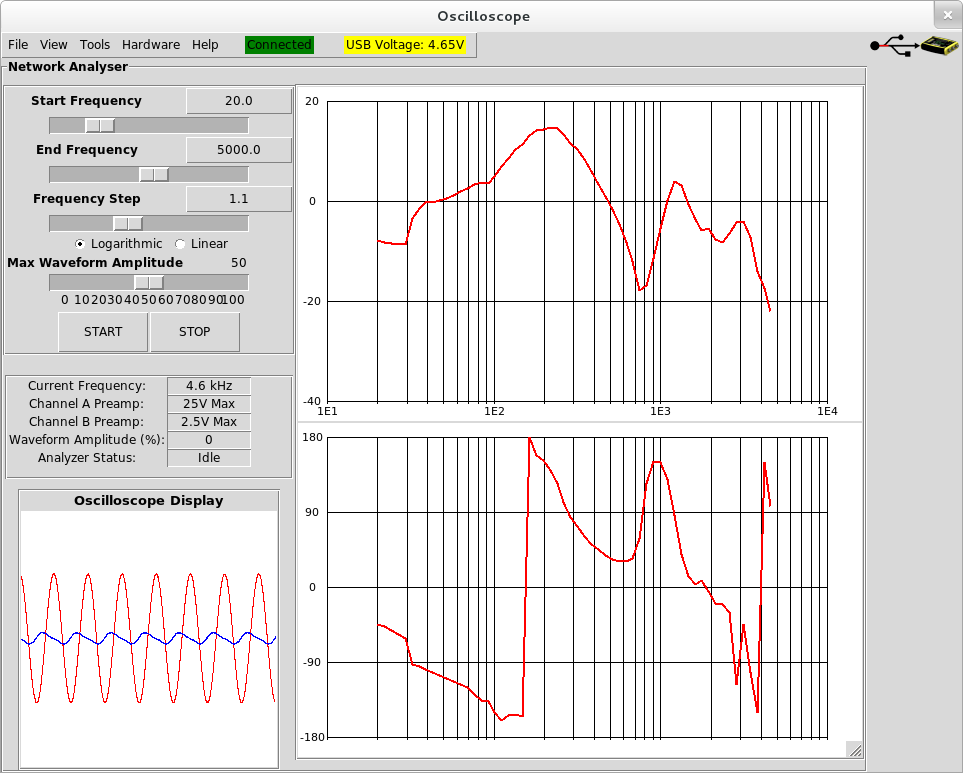 Oscilloscope
File View Tools Hardware Help Connected USB Voltage: 4.65V
Network Analyser
Start Frequency 20.0
End Frequency 5000.0
Frequency Step 1.1
Logarithmic Linear
Max Waveform Amplitude 50
0 10 20 30 40 50 60 70 80 90 100
START STOP
Current Frequency: 4.6 kHz
Channel A Preamp: 25V Max
Channel B Preamp: 2.5V Max
Waveform Amplitude (%): 0
Analyzer Status: Idle
Oscilloscope Display
20
0
-20
-40
1E1 1E2 1E3 1E4
180
90
0
-90
-180